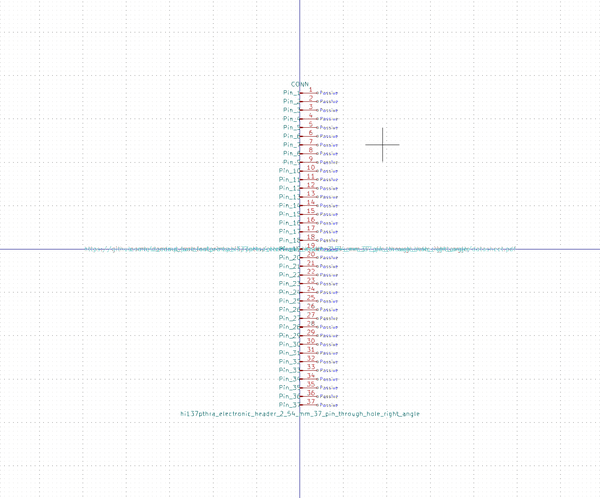 CONN
Pin_1 1 Passive
Pin_2 2 Passive
Pin_3 3 Passive
Pin_4 4 Passive
Pin_5 5 Passive
Pin_6 6 Passive
Pin_7 7 Passive
Pin_8 8 Passive
Pin_9 9 Passive
Pin_10 10 Passive
Pin_11 11 Passive
Pin_12 12 Passive
Pin_13 13 Passive
Pin_14 14 Passive
Pin_15 15 Passive
Pin_16 16 Passive
Pin_17 17 Passive
Pin_18 18 Passive
19
Pin_20 20 Passive
Pin_21 21 Passive
Pin_22 22 Passive
Pin_23 23 Passive
Pin_24 24 Passive
Pin_25 25 Passive
Pin_26 26 Passive
Pin_27 27 Passive
Pin_28 28 Passive
Pin_29 29 Passive
Pin_30 30 Passive
Pin_31 31 Passive
Pin_32 32 Passive
Pin_33 33 Passive
Pin_34 34 Passive
Pin_35 35 Passive
Pin_36 36 Passive
Pin_37 37 Passive
hi137pthra_electronic_header_2_54_mm_37_pin_through_hole_right_angle